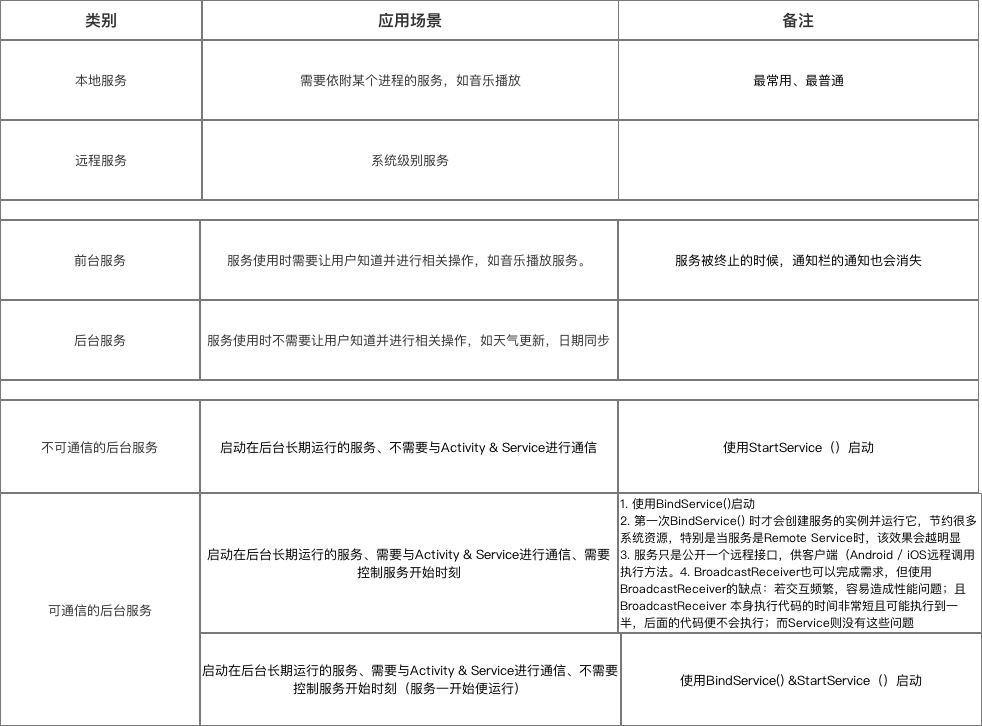 类别
应用场景
备注
本地服务
需要依附某个进程的服务，如音乐播放
最常用、最普通
远程服务
系统级别服务
前台服务
服务使用时需要让用户知道并进行相关操作，如音乐播放服务。
服务被终止的时候，通知栏的通知也会消失
后台服务
服务使用时不需要让用户知道并进行相关操作，如天气更新，日期同步
不可通信的后台服务
启动在后台长期运行的服务、不需要与Activity & Service进行通信
使用StartService（）启动
可通信的后台服务
启动在后台长期运行的服务、需要与Activity & Service进行通信、需要
控制服务开始时刻
1. 使用BindService()启动
2. 第一次BindService() 时才会创建服务的实例并运行它，节约很多
系统资源，特别是当服务是Remote Service时，该效果会越明显
3. 服务只是公开一个远程接口，供客户端（Android / iOS远程调用
执行方法。4. BroadcastReceiver也可以完成需求，但使用
BroadcastReceiver的缺点：若交互频繁，容易造成性能问题；且
BroadcastReceiver 本身执行代码的时间非常短且可能执行到一
半，后面的代码便不会执行；而Service则没有这些问题
启动在后台长期运行的服务、需要与Activity & Service进行通信、不需要
控制服务开始时刻（服务一开始便运行）
使用BindService() &StartService（）启动